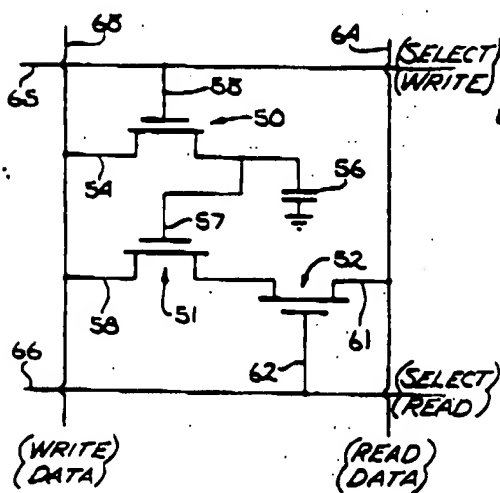 63
64
(SELECT)
(WRITE)
65
53
50
54
56
57
52
58
51
61
66
62
(SELECT)
(READ)
(WRITE)
(DATA)
(READ)
(DATA)